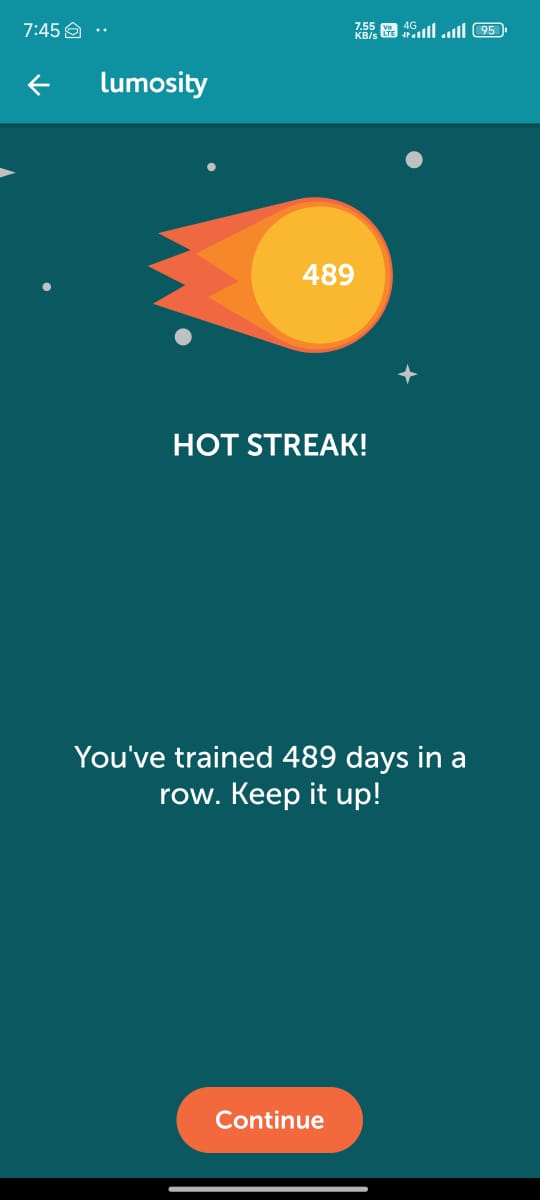 7:45
7.55 KB/s Vo LTE 4G 95
lumosity
489
HOT STREAK!
You've trained 489 days in a
row. Keep it up!
Continue